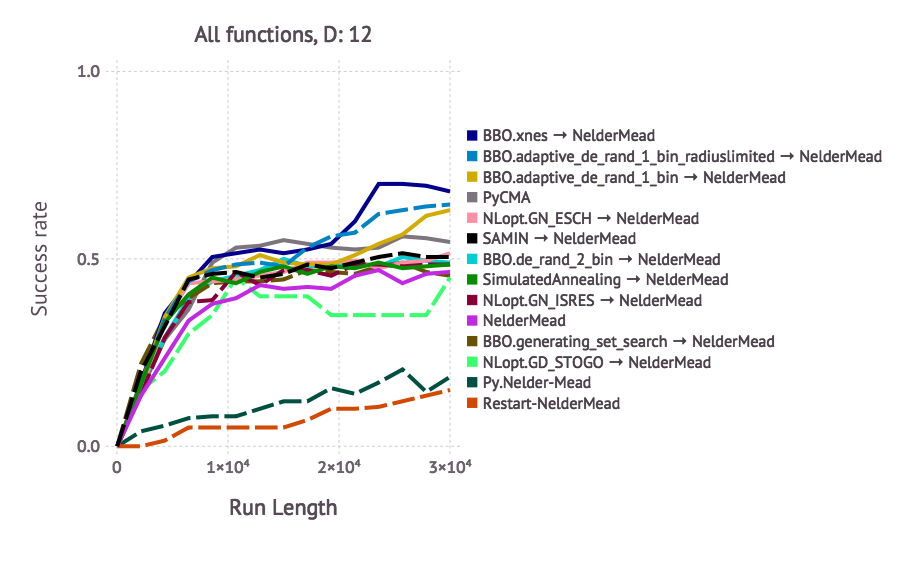 All functions, D: 12
1.0
0.5
0.0
Success rate
0
1×10⁴
2×10⁴
3×10⁴
Run Length
BBO.xnes → NelderMead
BBO.adaptive_de_rand_1_bin_radiuslimited → NelderMead
BBO.adaptive_de_rand_1_bin → NelderMead
PyCMA
NLopt.GN_ESCH → NelderMead
SAMIN → NelderMead
BBO.de_rand_2_bin → NelderMead
SimulatedAnnealing → NelderMead
NLopt.GN_ISRES → NelderMead
NelderMead
BBO.generating_set_search → NelderMead
NLopt.GD_STOGO → NelderMead
Py.Nelder-Mead
Restart-NelderMead